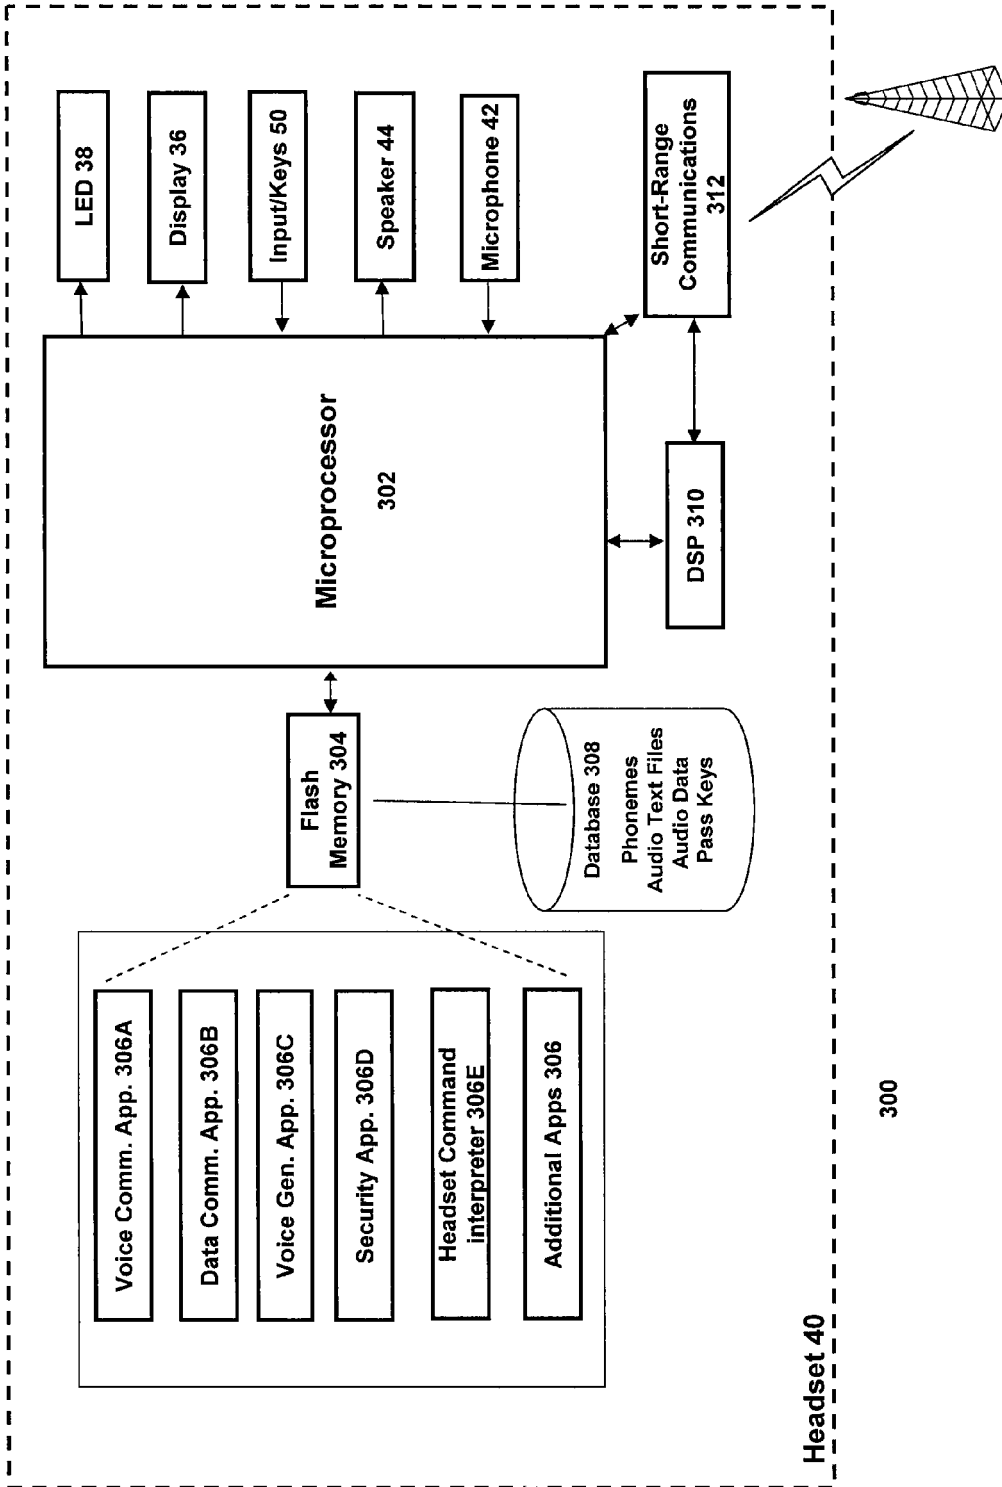 Voice Comm. App. 306A
Data Comm. App. 306B
Voice Gen. App. 306C
Security App. 306D
Headset Command
interpreter 306E
Additional Apps 306
Flash
Memory 304
Database 308
Phonemes
Audio Text Files
Audio Data
Pass Keys
Microprocessor
302
DSP 310
LED 38
Display 36
Input/Keys 50
Speaker 44
Microphone 42
Short-Range
Communications
312
Headset 40
300